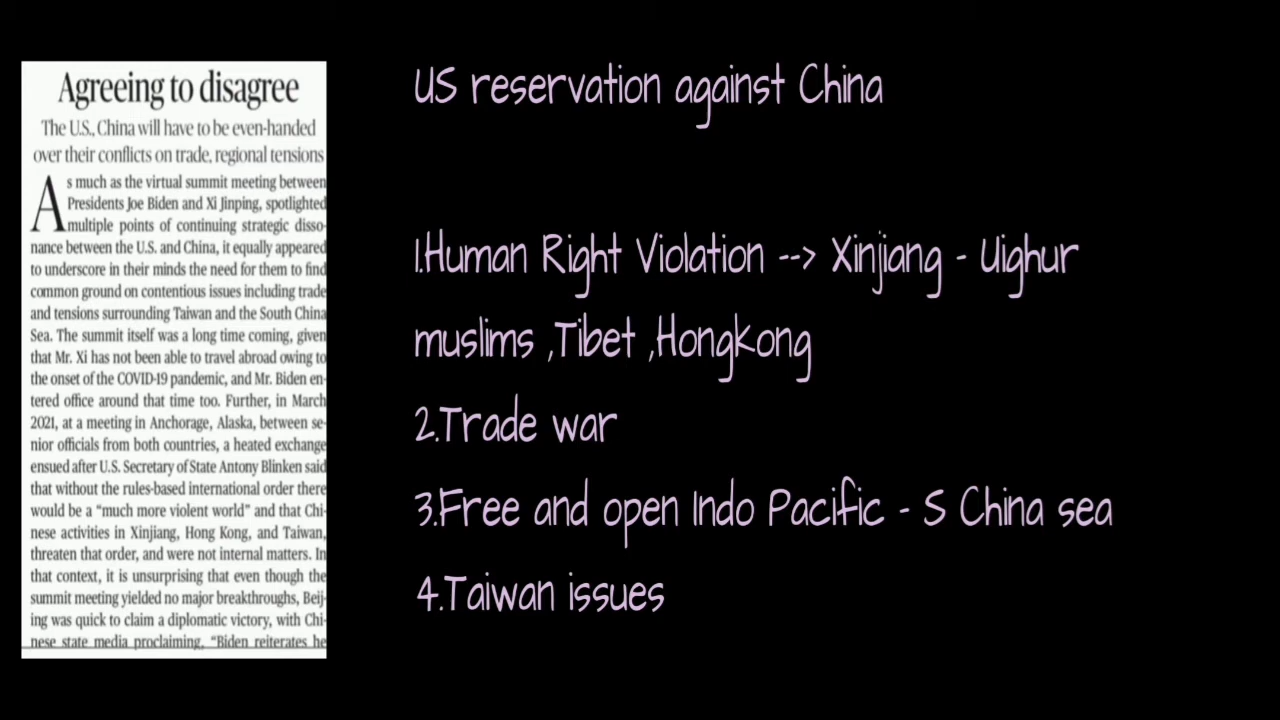 Agreeing to disagree
The U.S., China will have to be even-handed
over their conflicts on trade, regional tensions
As much as the virtual summit meeting between
Presidents Joe Biden and Xi Jinping, spotlighted
multiple points of continuing strategic disso-
nance between the U.S. and China, it equally appeared
to underscore in their minds the need for them to find
common ground on contentious issues including trade
and tensions surrounding Taiwan and the South China
Sea. The summit itself was a long time coming, given
that Mr. Xi has not been able to travel abroad owing to
the onset of the COVID-19 pandemic, and Mr. Biden en-
tered office around that time too. Further, in March
2021, at a meeting in Anchorage, Alaska, between se-
nior officials from both countries, a heated exchange
ensued after U.S. Secretary of State Antony Blinken said
that without the rules-based international order there
would be a “much more violent world” and that Chi-
nese activities in Xinjiang, Hong Kong, and Taiwan,
threaten that order, and were not internal matters. In
that context, it is unsurprising that even though the
summit meeting yielded no major breakthroughs, Beij-
ing was quick to claim a diplomatic victory, with Chi-
nese state media proclaiming, “Biden reiterates he
US reservation against China
1.Human Right Violation --> Xinjiang - Uighur
muslims ,Tibet ,Hongkong
2.Trade war
3.Free and open Indo Pacific - S China sea
4.Taiwan issues